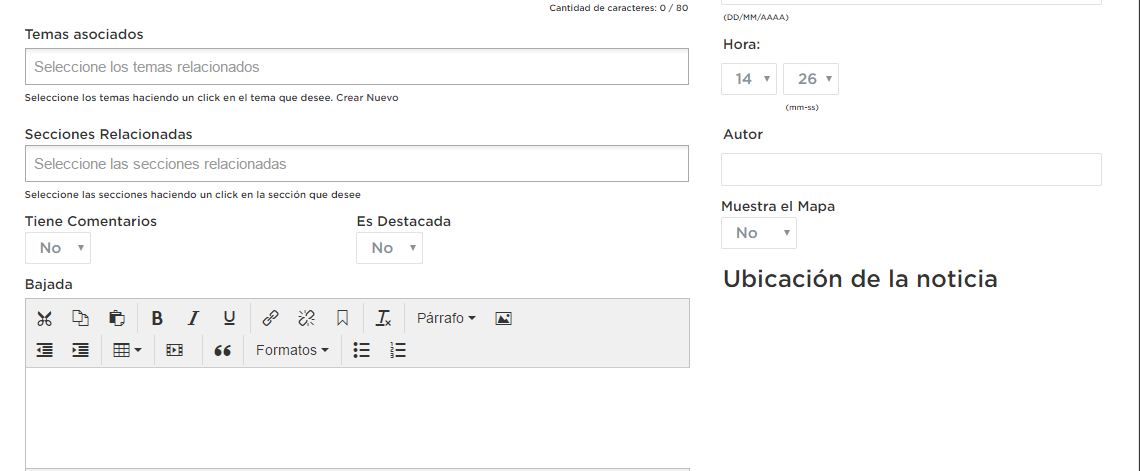 Cantidad de caracteres: 0 / 80
Temas asociados
Seleccione los temas relacionados
Seleccione los temas haciendo un click en el tema que desee. Crear Nuevo
Secciones Relacionadas
Seleccione las secciones relacionadas
Seleccione las secciones haciendo un click en la sección que desee
Tiene Comentarios Es Destacada
No No
Bajada
B I U Párrafo
Formatos
(DD/MM/AAAA)
Hora:
14 26
(mm-ss)
Autor
Muestra el Mapa
No
Ubicación de la noticia